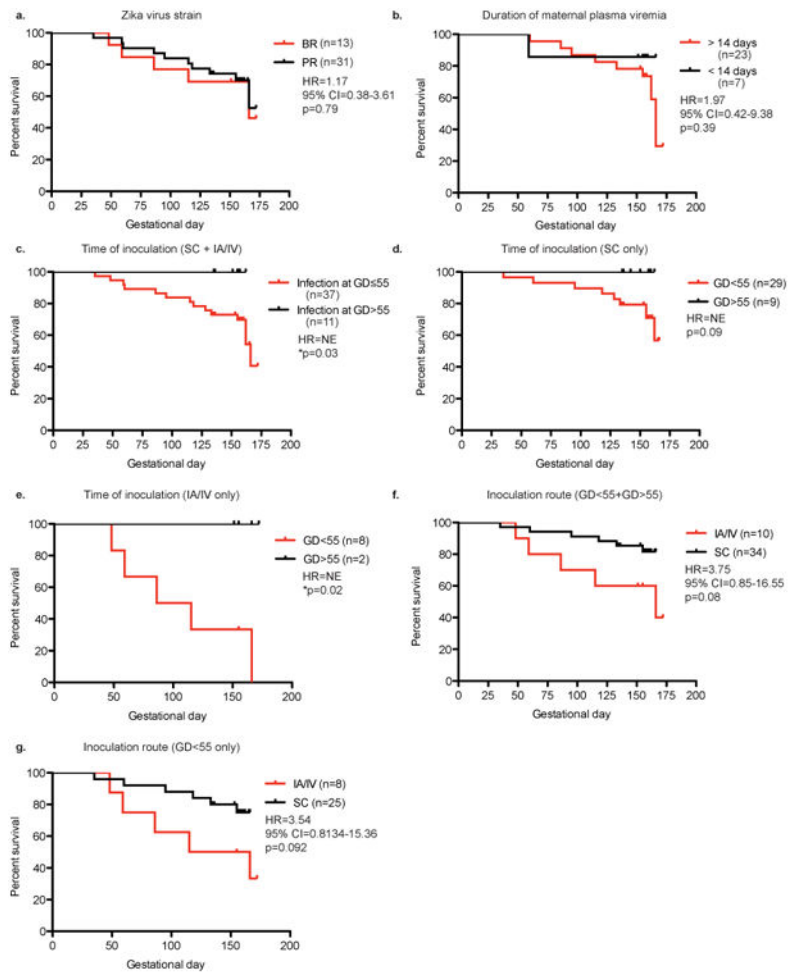 a.
Zika virus strain
100
80
60
40
20
0
Percent survival
0 25 50 75 100 125 150 175 200
Gestational day
BR (n=13)
PR (n=31)
HR=1.17
95% CI=0.38-3.61
p=0.79
b.
Duration of maternal plasma viremia
100
80
60
40
20
0
Percent survival
0 25 50 75 100 125 150 175 200
Gestational day
> 14 days
(n=23)
< 14 days
(n=7)
HR=1.97
95% CI=0.42-9.38
p=0.39
c.
Time of inoculation (SC + IA/IV)
100
80
60
40
20
0
Percent survival
0 25 50 75 100 125 150 175 200
Gestational day
Infection at GD≤55
(n=37)
Infection at GD>55
(n=11)
HR=NE
*p=0.03
d.
Time of inoculation (SC only)
100
80
60
40
20
0
Percent survival
0 25 50 75 100 125 150 175 200
Gestational day
GD<55 (n=29)
GD>55 (n=9)
HR=NE
p=0.09
e.
Time of inoculation (IA/IV only)
100
80
60
40
20
0
Percent survival
0 50 100 150 200
Gestational day
GD<55 (n=8)
GD>55 (n=2)
HR=NE
*p=0.02
f.
Inoculation route (GD<55+GD>55)
100
80
60
40
20
0
Percent survival
0 25 50 75 100 125 150 175 200
Gestational day
IA/IV (n=10)
SC (n=34)
HR=3.75
95% CI=0.85-16.55
p=0.08
g.
Inoculation route (GD<55 only)
100
80
60
40
20
0
Percent survival
0 25 50 75 100 125 150 175 200
Gestational day
IA/IV (n=8)
SC (n=25)
HR=3.54
95% CI=0.8134-15.36
p=0.092